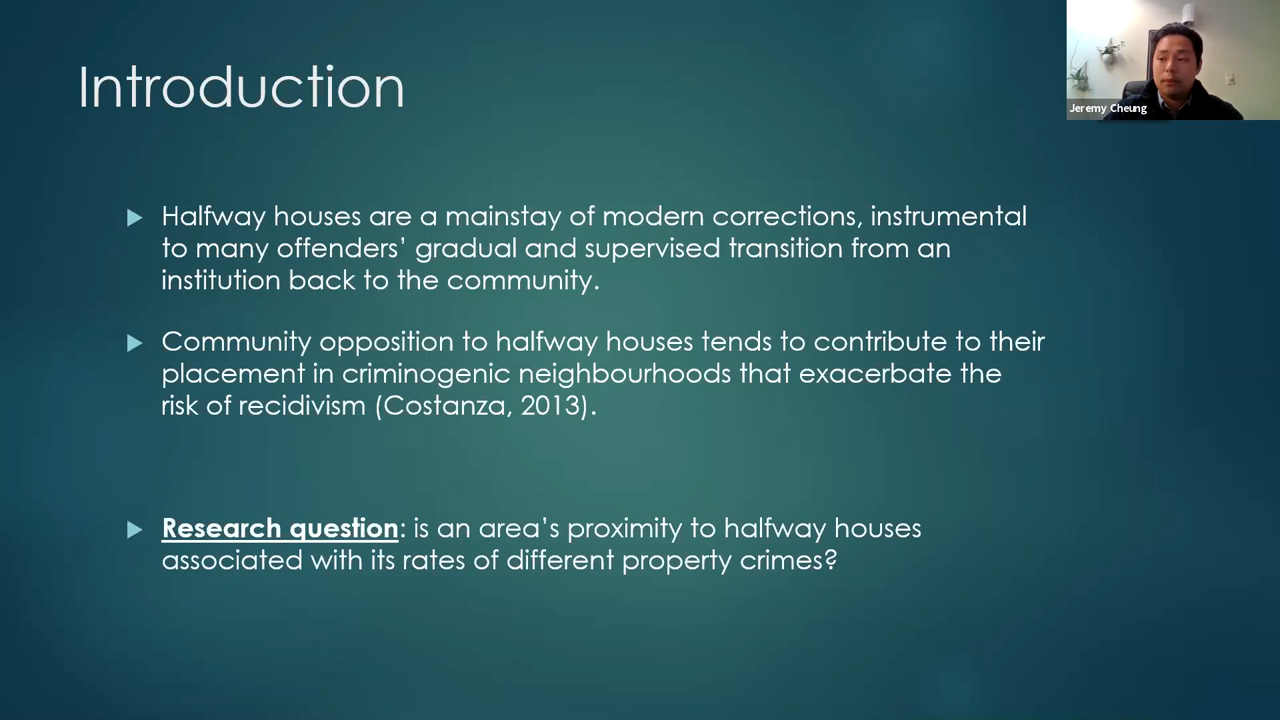 Introduction
Jeremy Cheung
Halfway houses are a mainstay of modern corrections, instrumental
to many offenders’ gradual and supervised transition from an
institution back to the community.
Community opposition to halfway houses tends to contribute to their
placement in criminogenic neighbourhoods that exacerbate the
risk of recidivism (Costanza, 2013).
Research question: is an area’s proximity to halfway houses
associated with its rates of different property crimes?